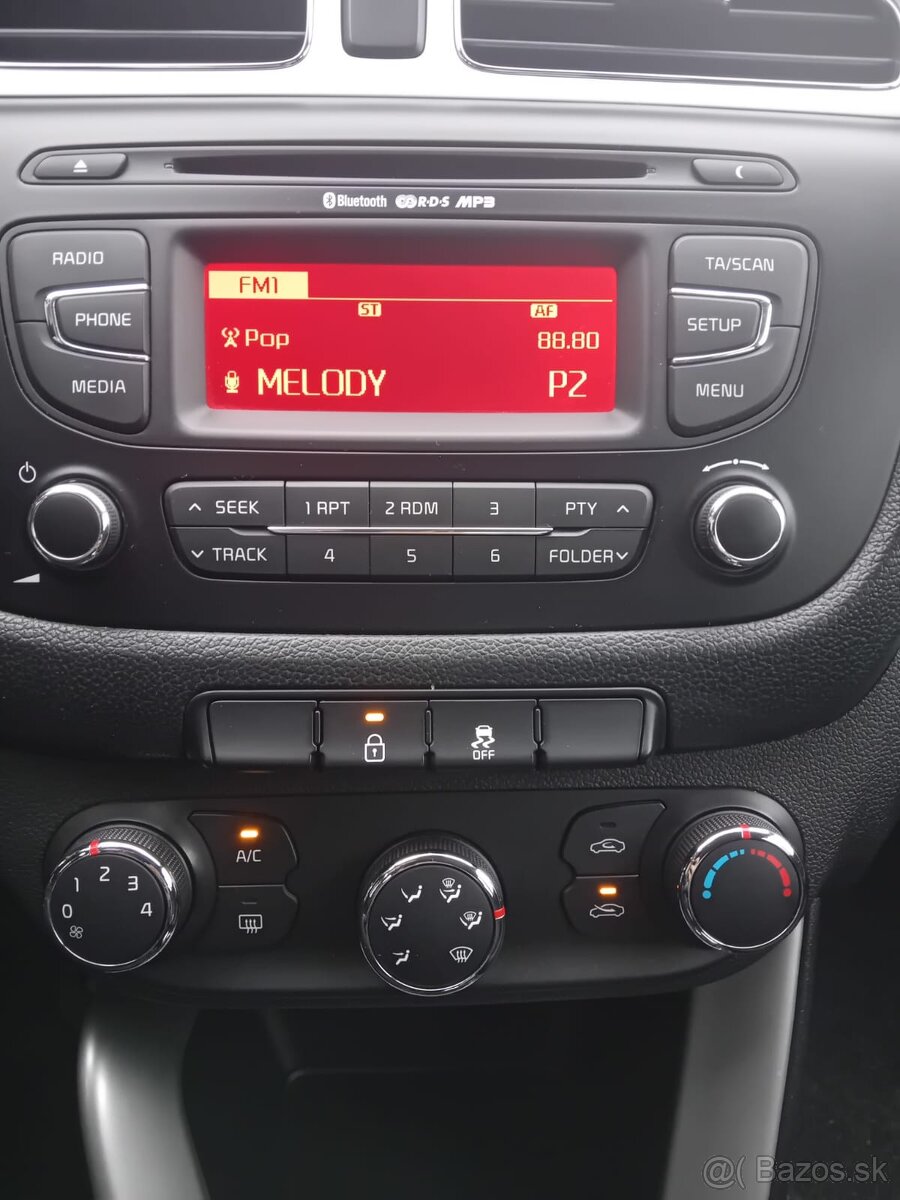 Bluetooth R·D·S MP3
RADIO
PHONE
MEDIA
FM1
ST AF
Pop 88.80
MELODY P2
TA/SCAN
SETUP
MENU
SEEK 1 RPT 2 RDM 3 PTY
TRACK 4 5 6 FOLDER
OFF
0 1 2 3 4
A/C
@( Bazos.sk